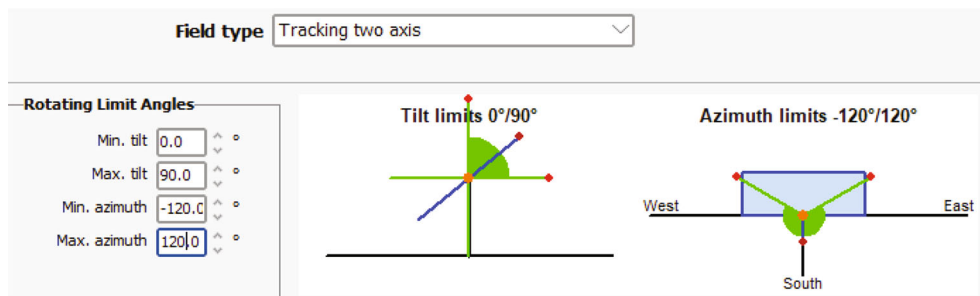 Field type Tracking two axis
Rotating Limit Angles
Min. tilt 0.0 °
Max. tilt 90.0 °
Min. azimuth -120.0 °
Max. azimuth 120.0 °
Tilt limits 0°/90°
Azimuth limits -120°/120°
West East
South